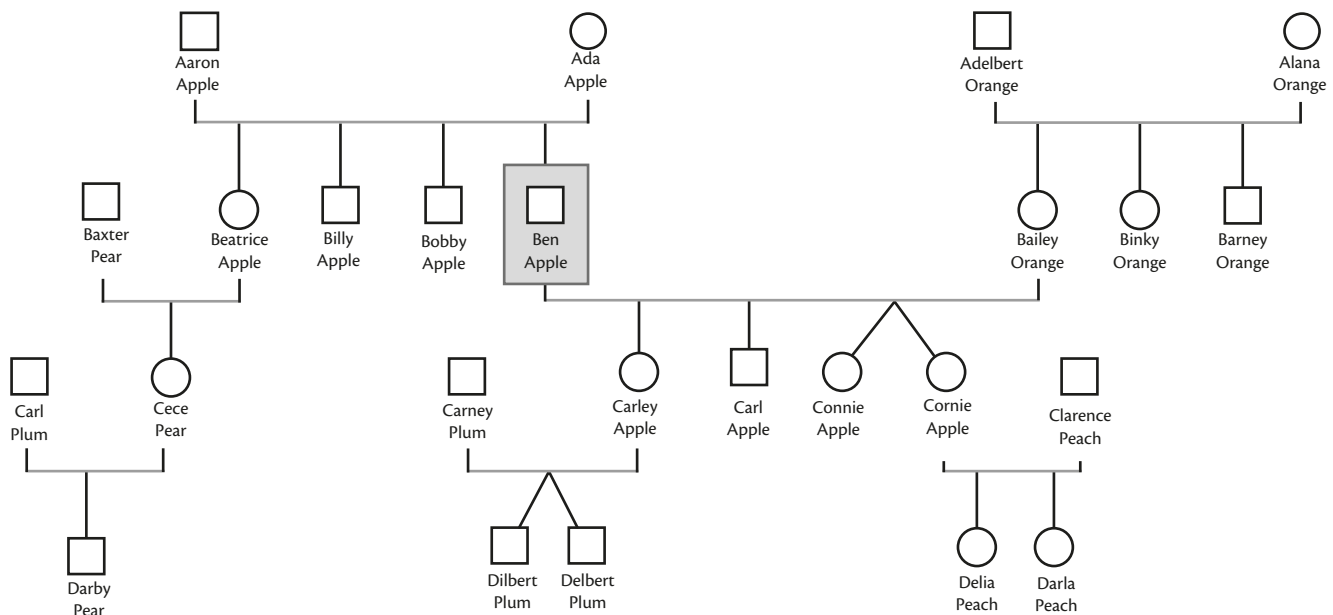 Aaron
Apple
Ada
Apple
Adelbert
Orange
Alana
Orange
Baxter
Pear
Beatrice
Apple
Billy
Apple
Bobby
Apple
Ben
Apple
Bailey
Orange
Binky
Orange
Barney
Orange
Carl
Plum
Cece
Pear
Carney
Plum
Carley
Apple
Carl
Apple
Connie
Apple
Cornie
Apple
Clarence
Peach
Darby
Pear
Dilbert
Plum
Delbert
Plum
Delia
Peach
Darla
Peach